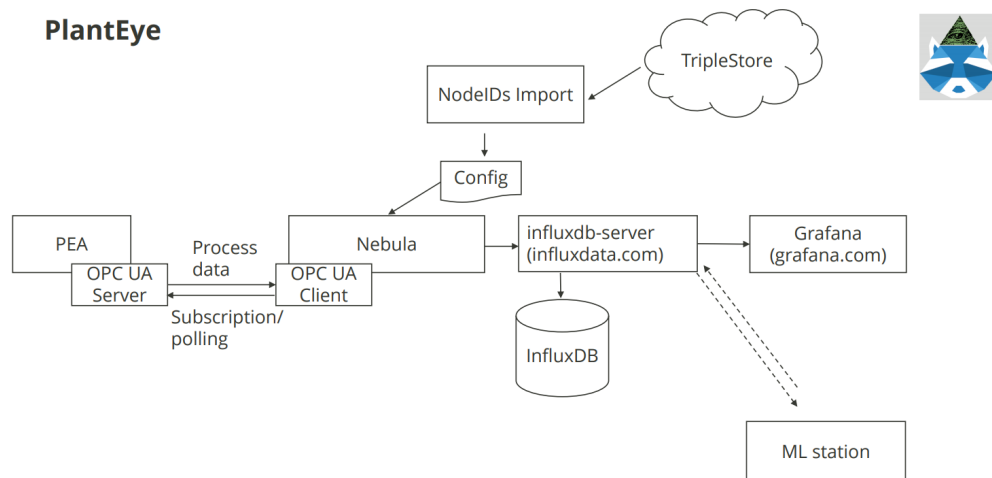 PlantEye
TripleStore
NodeIDs Import
Config
PEA
OPC UA
Server
Process
data
Subscription/
polling
Nebula
OPC UA
Client
influxdb-server
(influxdata.com)
InfluxDB
Grafana
(grafana.com)
ML station